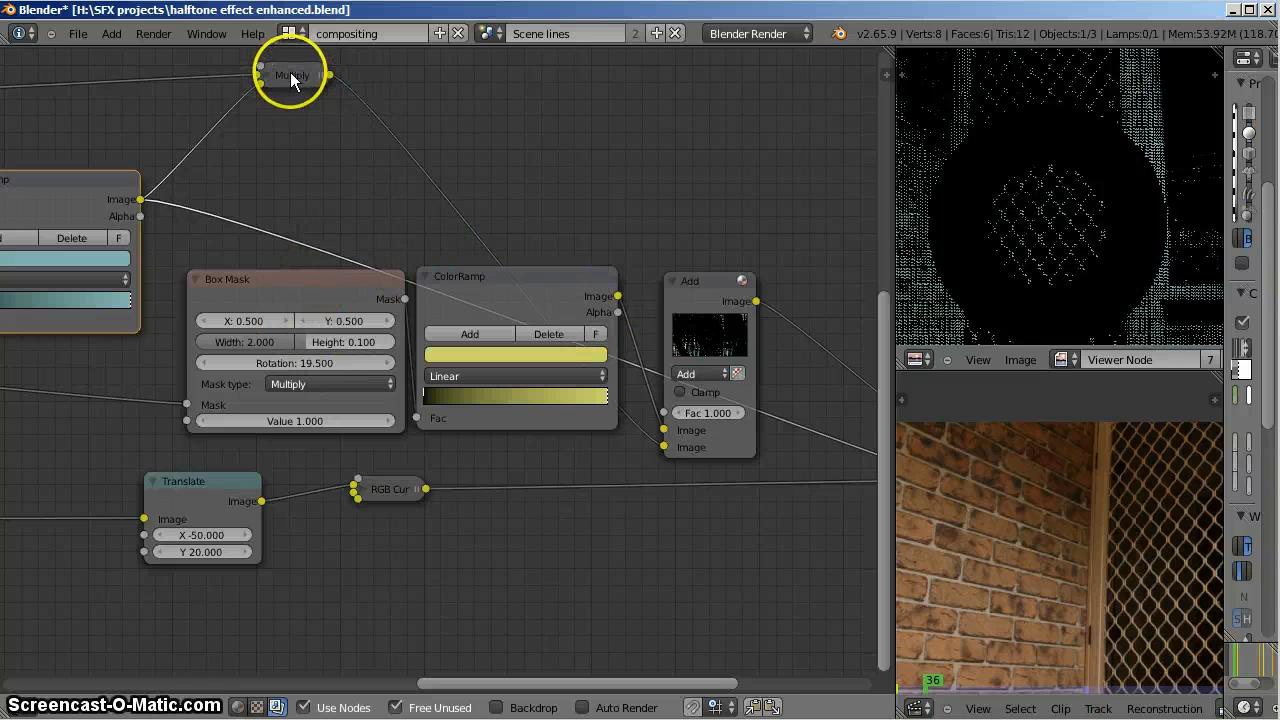 Blender* [H:\SFX projects\halftone effect enhanced.blend]
File Add Render Window Help compositing Scene lines 2 Blender Render v2.65.9 | Verts:8 | Faces:6 | Tris:12 | Objects:1/3 | Lamps:0/1 | Mem:53.92M (118.70
Multiply
Pr
Image
Alpha
Delete F
Box Mask
Mask
X: 0.500 Y: 0.500
Width: 2.000 Height: 0.100
Rotation: 19.500
Mask type: Multiply
Mask
Value 1.000
ColorRamp
Image
Alpha
Add Delete F
Linear
Fac
Add
Image
Add
Clamp
Fac 1.000
Image
Image
View Image Viewer Node 7
C
Translate
Image
Image
X -50.000
Y 20.000
RGB Cur
W
T
N
S H
36
Screencast-O-Matic.com
Use Nodes Free Unused Backdrop Auto Render
View Select Clip Track Reconstruction